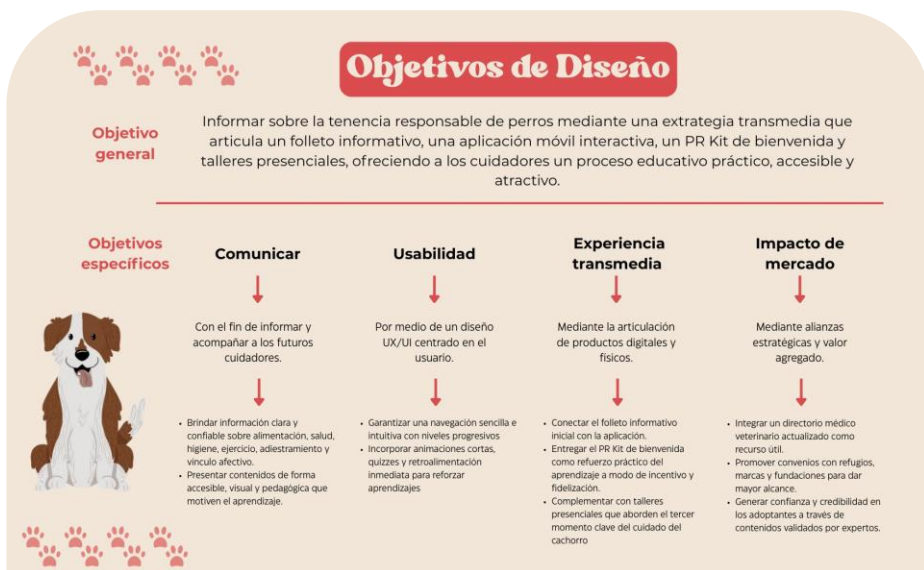 Objetivos de Diseño
Objetivo
general
Informar sobre la tenencia responsable de perros mediante una extrategia transmedia que
articula un folleto informativo, una aplicación móvil interactiva, un PR Kit de bienvenida y
talleres presenciales, ofreciendo a los cuidadores un proceso educativo práctico, accesible y
atractivo.
Objetivos
específicos
Comunicar
Con el fin de informar y
acompañar a los futuros
cuidadores.
• Brindar información clara y
confiable sobre alimentación, salud,
higiene, ejercicio, adiestramiento y
vínculo afectivo.
• Presentar contenidos de forma
accesible, visual y pedagógica que
motiven el aprendizaje.
Usabilidad
Por medio de un diseño
UX/UI centrado en el
usuario.
• Garantizar una navegación sencilla e
intuitiva con niveles progresivos
• Incorporar animaciones cortas,
quizzes y retroalimentación
inmediata para reforzar
aprendizajes
Experiencia
transmedia
Mediante la articulación
de productos digitales y
físicos.
• Conectar el folleto informativo
inicial con la aplicación.
• Entregar el PR Kit de bienvenida
como refuerzo práctico del
aprendizaje a modo de incentivo y
fidelización.
• Complementar con talleres
presenciales que aborden el tercer
momento clave del cuidado del
cachorro
Impacto de
mercado
Mediante alianzas
estratégicas y valor
agregado.
• Integrar un directorio médico
veterinario actualizado como
recurso útil.
• Promover convenios con refugios,
marcas y fundaciones para dar
mayor alcance.
• Generar confianza y credibilidad en
los adoptantes a través de
contenidos validados por expertos.